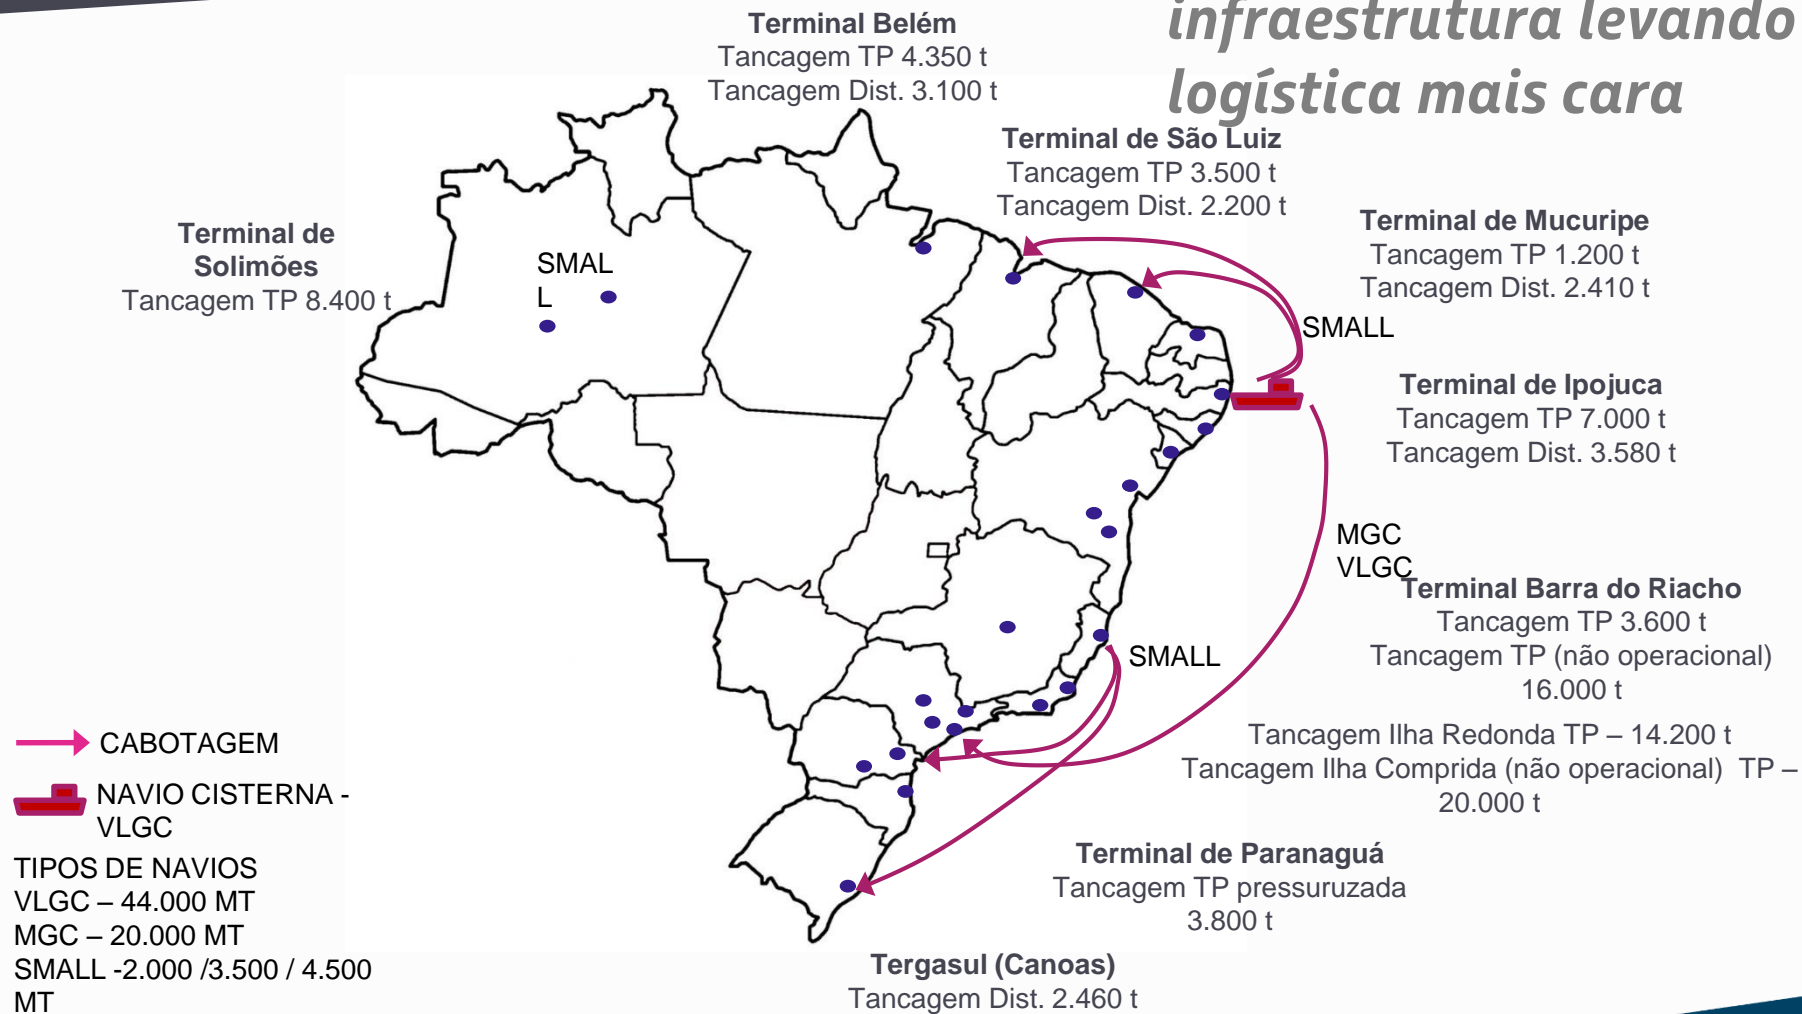 infraestrutura levando
logística mais cara
Terminal Belém
Tancagem TP 4.350 t
Tancagem Dist. 3.100 t
Terminal de São Luiz
Tancagem TP 3.500 t
Tancagem Dist. 2.200 t
Terminal de Mucuripe
Tancagem TP 1.200 t
Tancagem Dist. 2.410 t
Terminal de
Solimões
Tancagem TP 8.400 t
SMAL
L
SMALL
Terminal de Ipojuca
Tancagem TP 7.000 t
Tancagem Dist. 3.580 t
MGC
VLGC
Terminal Barra do Riacho
Tancagem TP 3.600 t
Tancagem TP (não operacional)
16.000 t
SMALL
Tancagem Ilha Redonda TP – 14.200 t
Tancagem Ilha Comprida (não operacional) TP –
20.000 t
Terminal de Paranaguá
Tancagem TP pressuruzada
3.800 t
Tergasul (Canoas)
Tancagem Dist. 2.460 t
CABOTAGEM
NAVIO CISTERNA -
VLGC
TIPOS DE NAVIOS
VLGC – 44.000 MT
MGC – 20.000 MT
SMALL -2.000 /3.500 / 4.500
MT